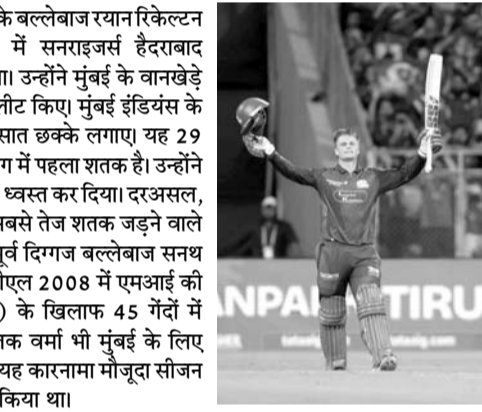 के बल्लेबाज रयान रिकेल्टन
में सनराइजर्स हैदराबाद
ा। उन्होंने मुंबई के वानखेड़े
लीट किए। मुंबई इंडियंस के
सात छक्के लगाए। यह 29
ग में पहला शतक है। उन्होंने
ध्वस्त कर दिया। दरअसल,
बसे तेज शतक जड़ने वाले
पूर्व दिग्गज बल्लेबाज सनथ
ीएल 2008 में एमआई की
) के खिलाफ 45 गेंदों में
नक वर्मा भी मुंबई के लिए
यह कारनामा मौजूदा सीजन
किया था।
ANPA
TIRU